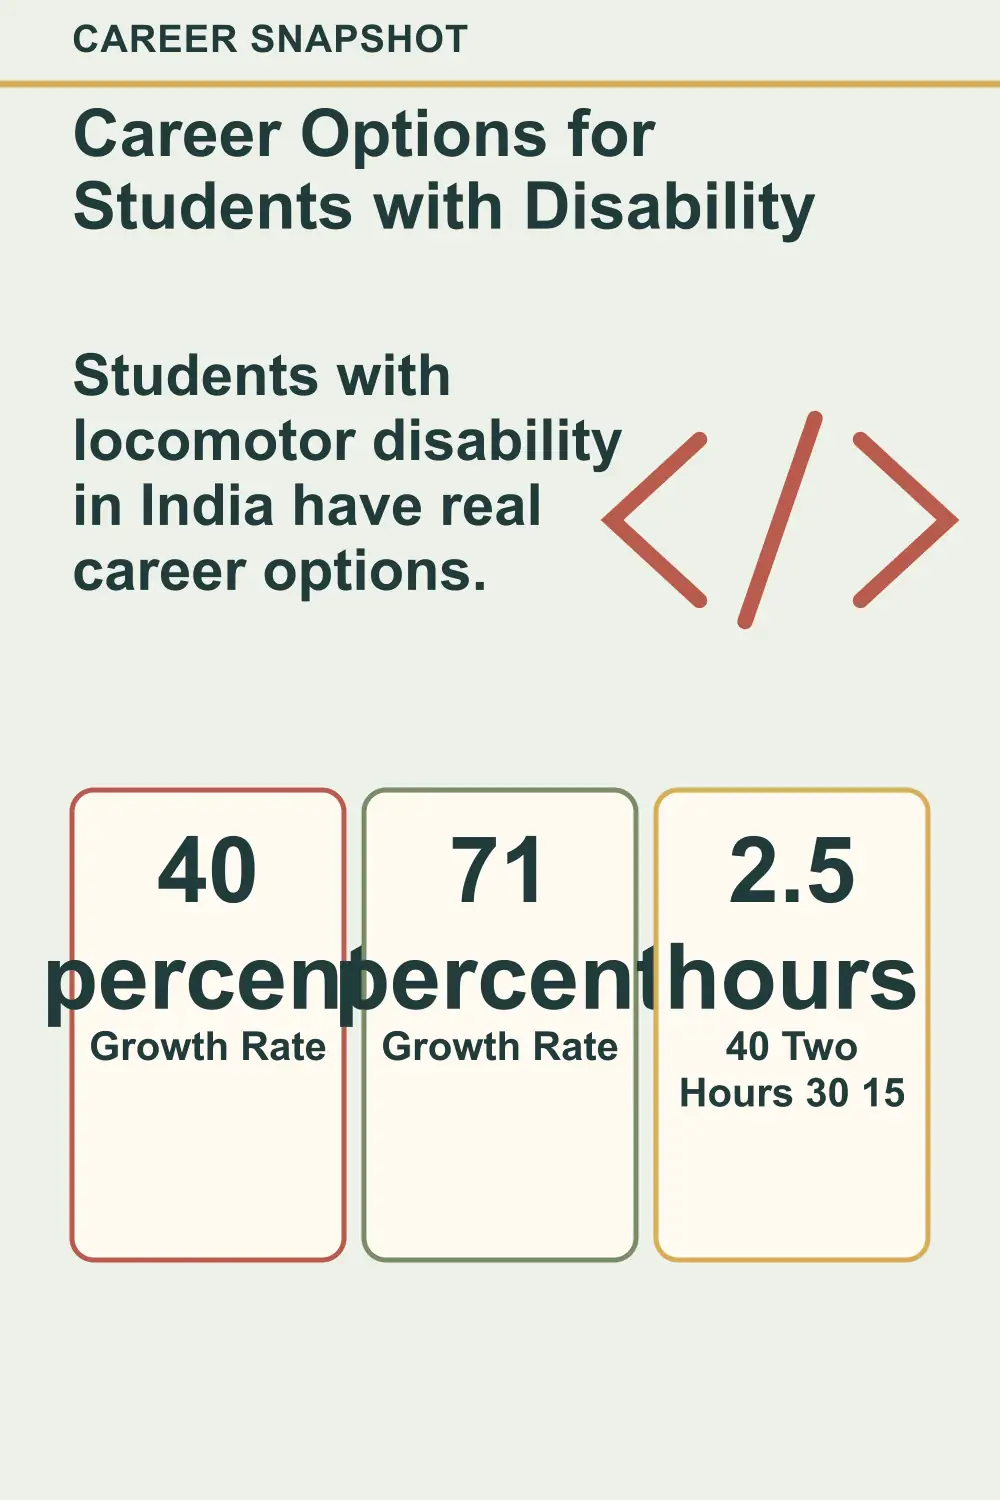 CAREER SNAPSHOT
Career Options for
Students with Disability
Students with
locomotor disability
in India have real
career options.
</>
40
percent
Growth Rate
71
percent
Growth Rate
2.5
hours
40 Two
Hours 30 15